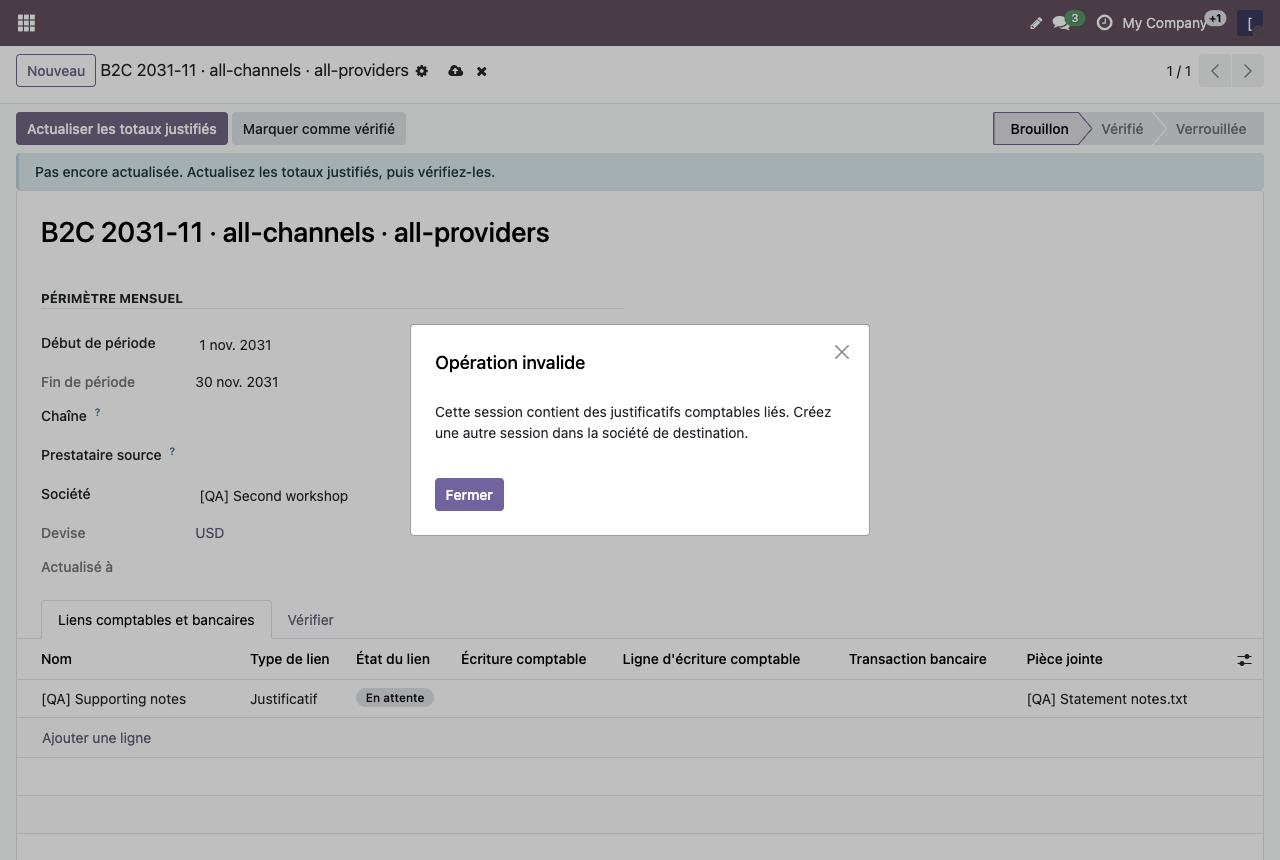 3
My Company
+1
[
Nouveau
B2C 2031-11 · all-channels · all-providers
1 / 1
Actualiser les totaux justifiés
Marquer comme vérifié
Brouillon
Vérifié
Verrouillée
Pas encore actualisée. Actualisez les totaux justifiés, puis vérifiez-les.
B2C 2031-11 · all-channels · all-providers
PÉRIMÈTRE MENSUEL
Début de période
1 nov. 2031
Fin de période
30 nov. 2031
Chaîne ?
Prestataire source ?
Société
[QA] Second workshop
Devise
USD
Actualisé à
Opération invalide
Cette session contient des justificatifs comptables liés. Créez
une autre session dans la société de destination.
Fermer
Liens comptables et bancaires
Vérifier
Nom
Type de lien
État du lien
Écriture comptable
Ligne d'écriture comptable
Transaction bancaire
Pièce jointe
[QA] Supporting notes
Justificatif
En attente
[QA] Statement notes.txt
Ajouter une ligne